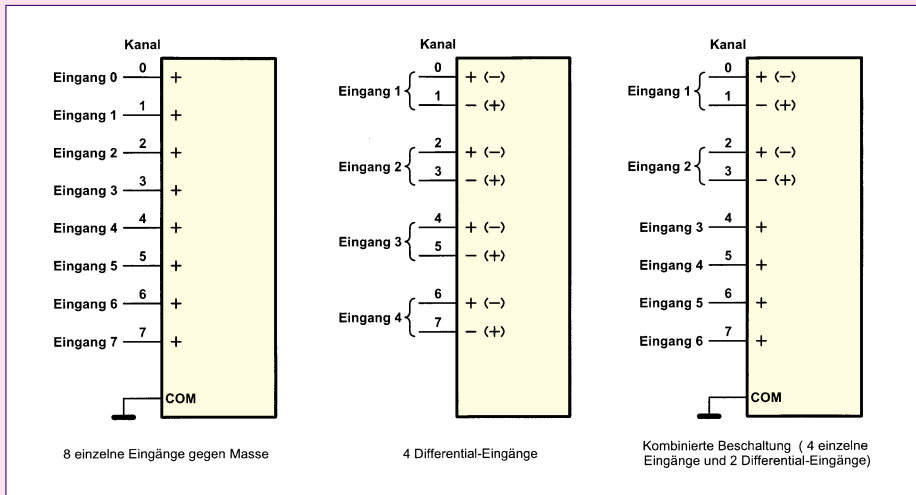 Kanal
Eingang 0 0 +
Eingang 1 1 +
Eingang 2 2 +
Eingang 3 3 +
Eingang 4 4 +
Eingang 5 5 +
Eingang 6 6 +
Eingang 7 7 +
COM
8 einzelne Eingänge gegen Masse
Kanal
0 + (−)
Eingang 1
1 − (+)
2 + (−)
Eingang 2
3 − (+)
4 + (−)
Eingang 3
5 − (+)
6 + (−)
Eingang 4
7 − (+)
4 Differential-Eingänge
Kanal
0 + (−)
Eingang 1
1 − (+)
2 + (−)
Eingang 2
3 − (+)
Eingang 3 4 +
Eingang 4 5 +
Eingang 5 6 +
Eingang 6 7 +
COM
Kombinierte Beschaltung ( 4 einzelne
Eingänge und 2 Differential-Eingänge)